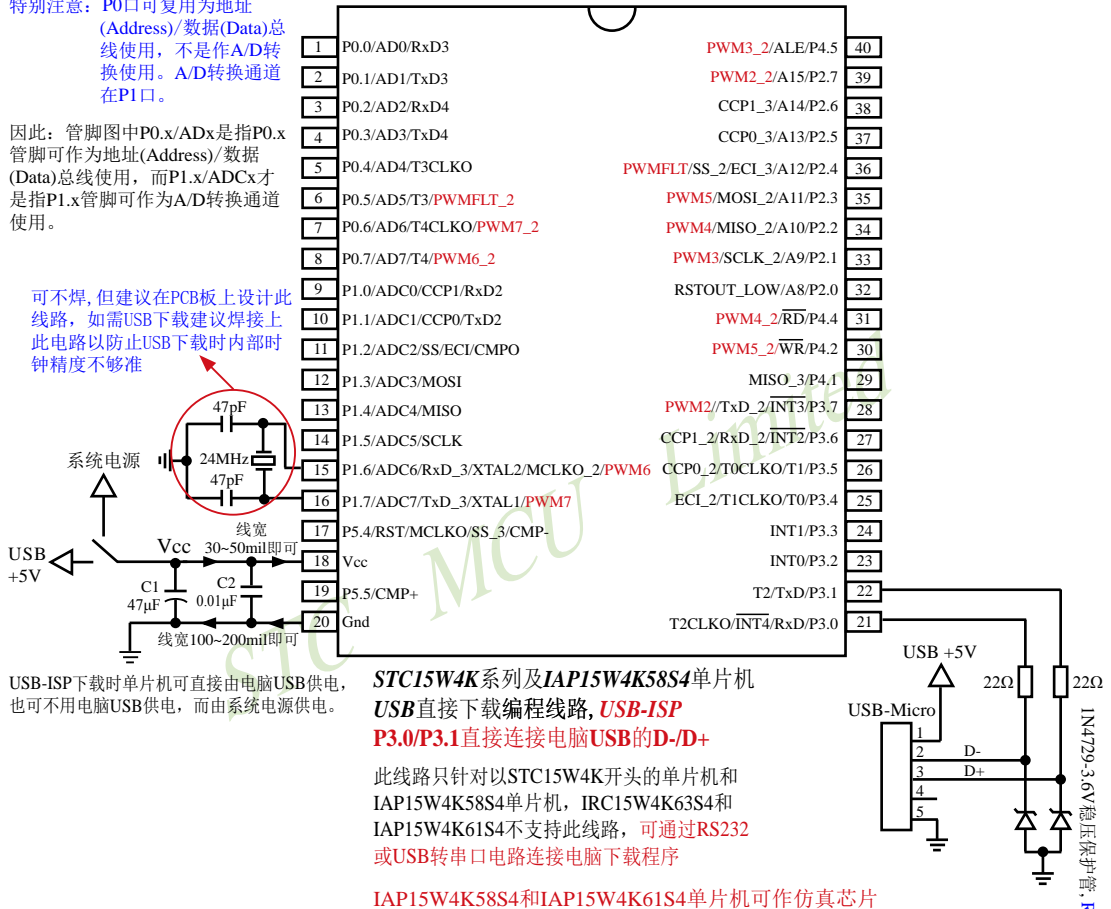 特别注意：P0口可复用为地址
(Address)/数据(Data)总
线使用，不是作A/D转
换使用。A/D转换通道
在P1口。
因此：管脚图中P0.x/ADx是指P0.x
管脚可作为地址(Address)/数据
(Data)总线使用，而P1.x/ADCx才
是指P1.x管脚可作为A/D转换通道
使用。
可不焊,但建议在PCB板上设计此
线路，如需USB下载建议焊接上
此电路以防止USB下载时内部时
钟精度不够准
47pF
24MHz
47pF
系统电源
USB
+5V
Vcc
线宽
30~50mil即可
C1
47μF
C2
0.01μF
线宽100~200mil即可
USB-ISP下载时单片机可直接由电脑USB供电，
也可不用电脑USB供电，而由系统电源供电。
1 P0.0/AD0/RxD3
2 P0.1/AD1/TxD3
3 P0.2/AD2/RxD4
4 P0.3/AD3/TxD4
5 P0.4/AD4/T3CLKO
6 P0.5/AD5/T3/PWMFLT_2
7 P0.6/AD6/T4CLKO/PWM7_2
8 P0.7/AD7/T4/PWM6_2
9 P1.0/ADC0/CCP1/RxD2
10 P1.1/ADC1/CCP0/TxD2
11 P1.2/ADC2/SS/ECI/CMPO
12 P1.3/ADC3/MOSI
13 P1.4/ADC4/MISO
14 P1.5/ADC5/SCLK
15 P1.6/ADC6/RxD_3/XTAL2/MCLKO_2/PWM6
16 P1.7/ADC7/TxD_3/XTAL1/PWM7
17 P5.4/RST/MCLKO/SS_3/CMP-
18 Vcc
19 P5.5/CMP+
20 Gnd
PWM3_2/ALE/P4.5 40
PWM2_2/A15/P2.7 39
CCP1_3/A14/P2.6 38
CCP0_3/A13/P2.5 37
PWMFLT/SS_2/ECI_3/A12/P2.4 36
PWM5/MOSI_2/A11/P2.3 35
PWM4/MISO_2/A10/P2.2 34
PWM3/SCLK_2/A9/P2.1 33
RSTOUT_LOW/A8/P2.0 32
PWM4_2/RD/P4.4 31
PWM5_2/WR/P4.2 30
MISO_3/P4.1 29
PWM2//TxD_2/INT3/P3.7 28
CCP1_2/RxD_2/INT2/P3.6 27
CCP0_2/T0CLKO/T1/P3.5 26
ECI_2/T1CLKO/T0/P3.4 25
INT1/P3.3 24
INT0/P3.2 23
T2/TxD/P3.1 22
T2CLKO/INT4/RxD/P3.0 21
STC MCU Limited
STC15W4K系列及IAP15W4K58S4单片机
USB直接下载编程线路, USB-ISP
P3.0/P3.1直接连接电脑USB的D-/D+
此线路只针对以STC15W4K开头的单片机和
IAP15W4K58S4单片机，IRC15W4K63S4和
IAP15W4K61S4不支持此线路，可通过RS232
或USB转串口电路连接电脑下载程序
IAP15W4K58S4和IAP15W4K61S4单片机可作仿真芯片
USB +5V
USB-Micro
1
2
3
4
5
D-
D+
22Ω
22Ω
1N4729-3.6V稳压保护管,